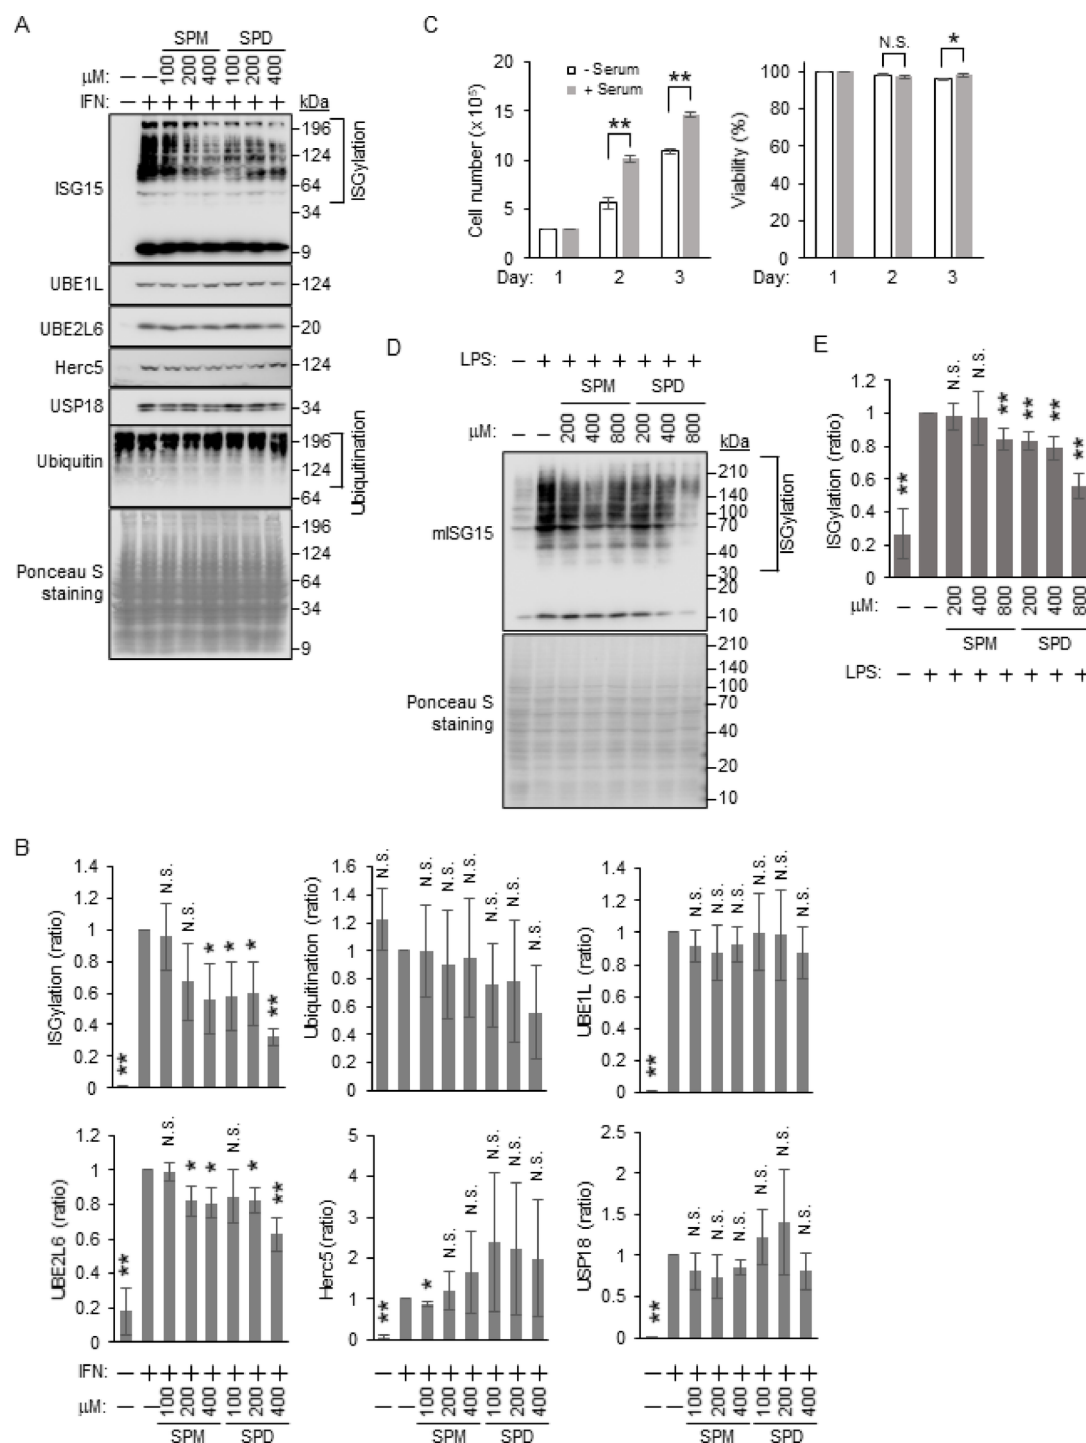 A
SPM SPD
μM: — — 100 200 400 100 200 400
IFN: — + + + + + + + kDa
ISG15
196
124
64
34
9
ISGylation
UBE1L 124
UBE2L6 20
Herc5 124
USP18 34
Ubiquitin
196
124
64
Ubiquitination
Ponceau S
staining
196
124
64
34
9
C
Cell number (x 10⁵)
20
15
10
5
0
- Serum
+ Serum
** **
Day: 1 2 3
Viability (%)
100
80
60
40
20
0
N.S. *
Day: 1 2 3
D
LPS: — + + + + + + +
SPM SPD
μM: — — 200 400 800 200 400 800
kDa
mISG15
210
140
100
70
40
30
20
10
ISGylation
Ponceau S
staining
210
140
100
70
40
20
10
E
ISGylation (ratio)
1.2
1
0.8
0.6
0.4
0.2
0
** N.S. N.S. ** ** ** **
μM: — — 200 400 800 200 400 800
SPM SPD
LPS: — + + + + + + +
B
ISGylation (ratio)
1.4
1.2
1
0.8
0.6
0.4
0.2
0
** N.S. N.S. * * * **
Ubiquitination (ratio)
1.6
1.4
1.2
1
0.8
0.6
0.4
0.2
0
N.S. N.S. N.S. N.S. N.S. N.S. N.S.
UBE1L (ratio)
1.4
1.2
1
0.8
0.6
0.4
0.2
0
** N.S. N.S. N.S. N.S. N.S. N.S.
UBE2L6 (ratio)
1.2
1
0.8
0.6
0.4
0.2
0
** N.S. * * N.S. * **
Herc5 (ratio)
5
4
3
2
1
0
** * N.S. N.S. N.S. N.S. N.S.
USP18 (ratio)
2.5
2
1.5
1
0.5
0
** N.S. N.S. N.S. N.S. N.S. N.S.
IFN: — + + + + + + + — + + + + + + + — + + + + + + +
μM: — — 100 200 400 100 200 400 — — 100 200 400 100 200 400 — — 100 200 400 100 200 400
SPM SPD SPM SPD SPM SPD